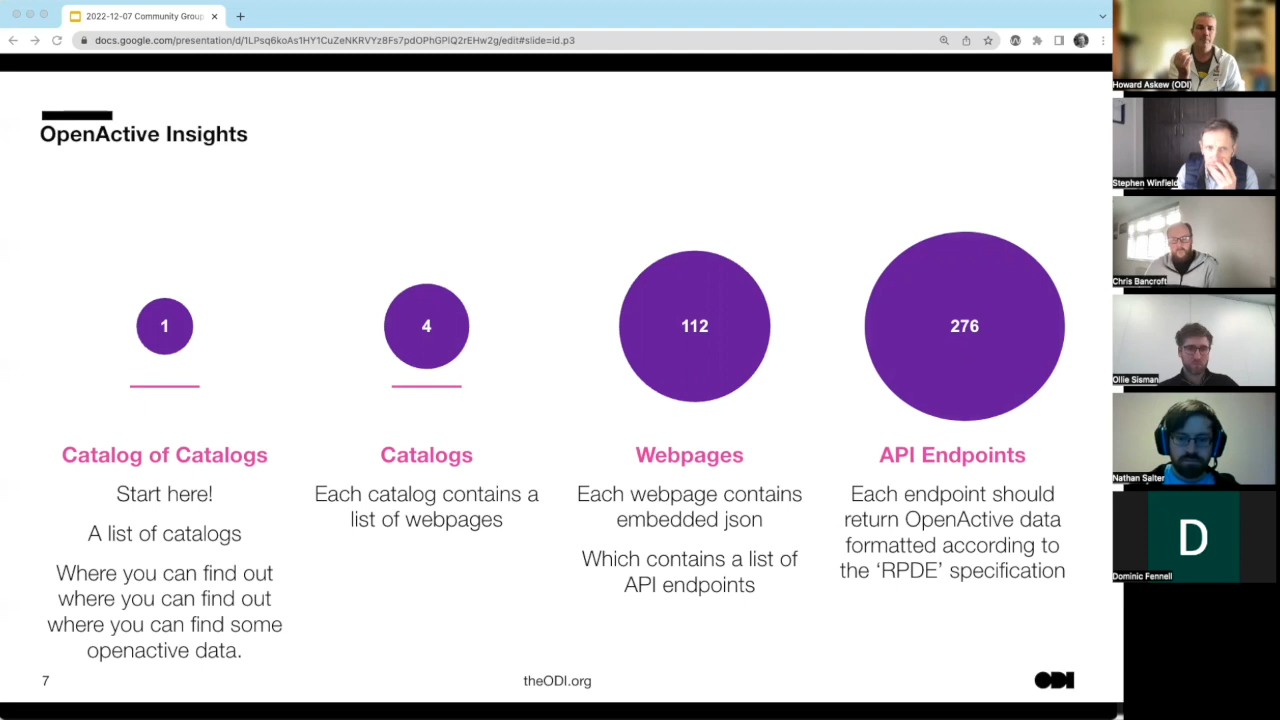 2022-12-07 Community Group
docs.google.com/presentation/d/1LPsq6koAs1HY1CuZeNKRVYz8Fs7pdOPhGPlQ2rEHw2g/edit#slide=id.p3
OpenActive Insights
1
4
112
276
Catalog of Catalogs
Start here!
A list of catalogs
Where you can find out
where you can find out
where you can find some
openactive data.
Catalogs
Each catalog contains a
list of webpages
Webpages
Each webpage contains
embedded json
Which contains a list of
API endpoints
API Endpoints
Each endpoint should
return OpenActive data
formatted according to
the ‘RPDE’ specification
7
theODI.org
ODI
Howard Askew (ODI)
Stephen Winfield
Chris Bancroft
Ollie Sisman
Nathan Salter
D
Dominic Fennell